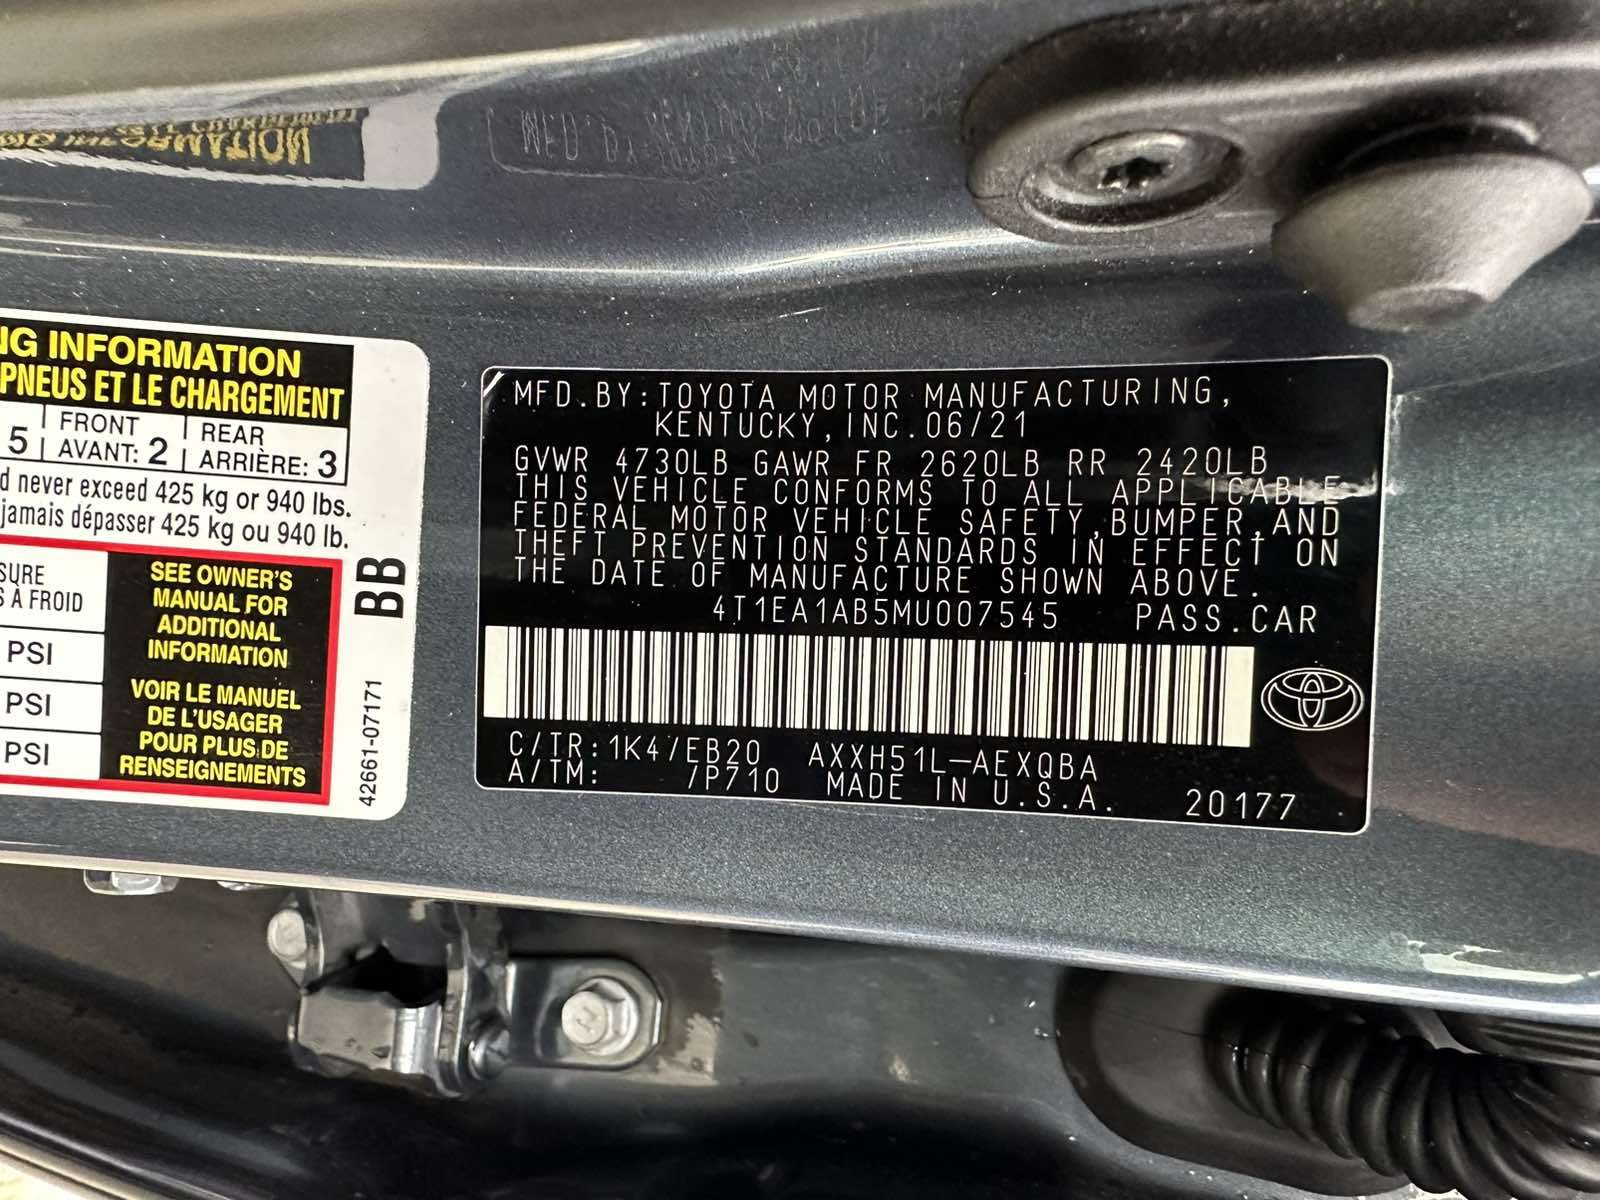 NG INFORMATION
PNEUS ET LE CHARGEMENT
5 | FRONT AVANT: 2 | REAR ARRIÈRE: 3
d never exceed 425 kg or 940 lbs.
jamais dépasser 425 kg ou 940 lb.
SURE
S À FROID
PSI
PSI
PSI
SEE OWNER'S
MANUAL FOR
ADDITIONAL
INFORMATION
VOIR LE MANUEL
DE L'USAGER
POUR PLUS DE
RENSEIGNEMENTS
BB
42661-07171
MFD.BY:TOYOTA MOTOR MANUFACTURING,
KENTUCKY,INC.06/21
GVWR 4730LB GAWR FR 2620LB RR 2420LB
THIS VEHICLE CONFORMS TO ALL APPLICABLE
FEDERAL MOTOR VEHICLE SAFETY,BUMPER,AND
THEFT PREVENTION STANDARDS IN EFFECT ON
THE DATE OF MANUFACTURE SHOWN ABOVE.
4T1EA1AB5MU007545 PASS.CAR
C/TR:1K4/EB20 AXXH51L-AEXQBA
A/TM: /P710 MADE IN U.S.A. 20177